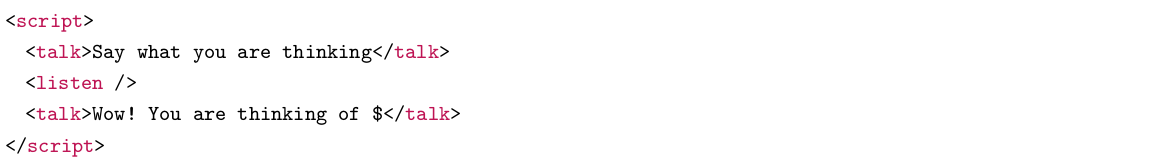 <script>
<talk>Say what you are thinking</talk>
<listen />
<talk>Wow! You are thinking of $</talk>
</script>